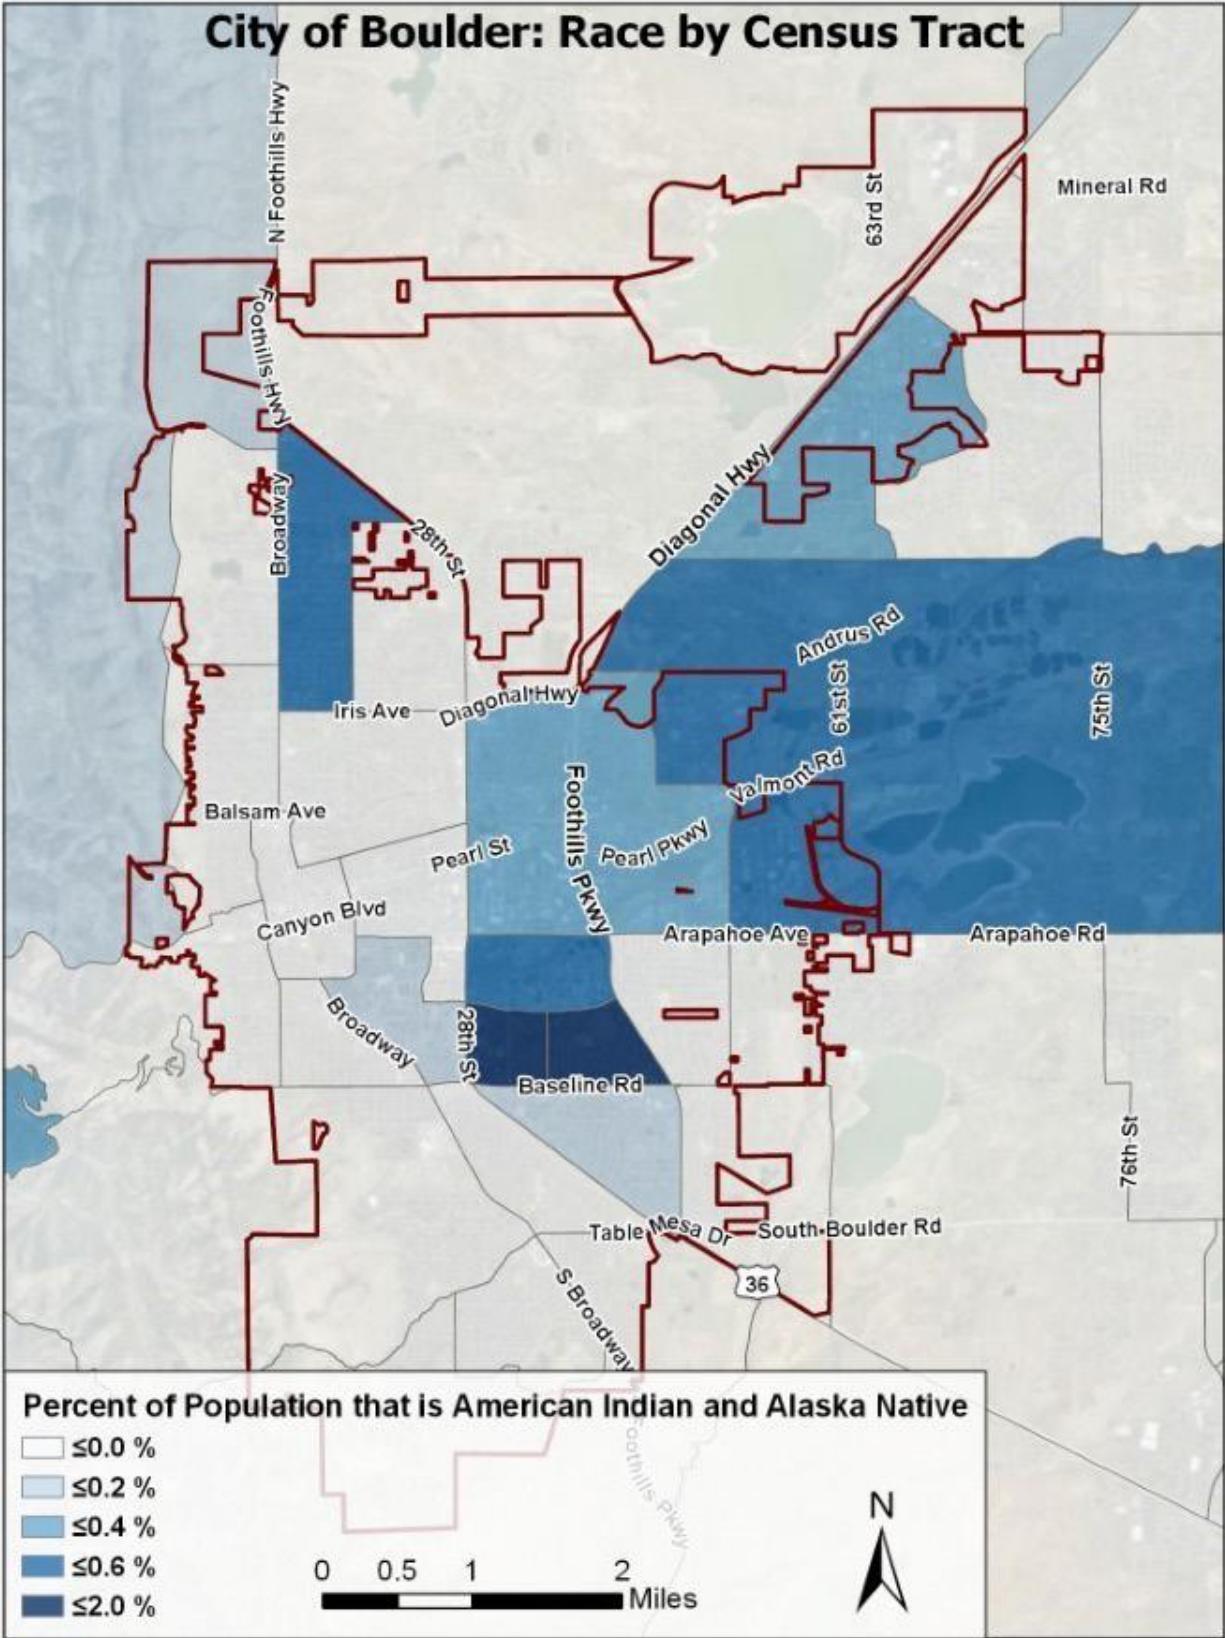 City of Boulder: Race by Census Tract
N Foothills Hwy
63rd St
Mineral Rd
N Foothills Hwy
Diagonal Hwy
Broadway
28th St
Andrus Rd
61st St
75th St
Iris Ave
Diagonal Hwy
Foothills Pkwy
Valmont Rd
Balsam Ave
Pearl St
Pearl Pkwy
Canyon Blvd
Arapahoe Ave
Arapahoe Rd
Broadway
28th St
Baseline Rd
76th St
Table Mesa Dr
South Boulder Rd
36
S Broadway
Percent of Population that is American Indian and Alaska Native
≤0.0 %
≤0.2 %
≤0.4 %
≤0.6 %
≤2.0 %
Foothills Pkwy
N
0 0.5 1 2
Miles